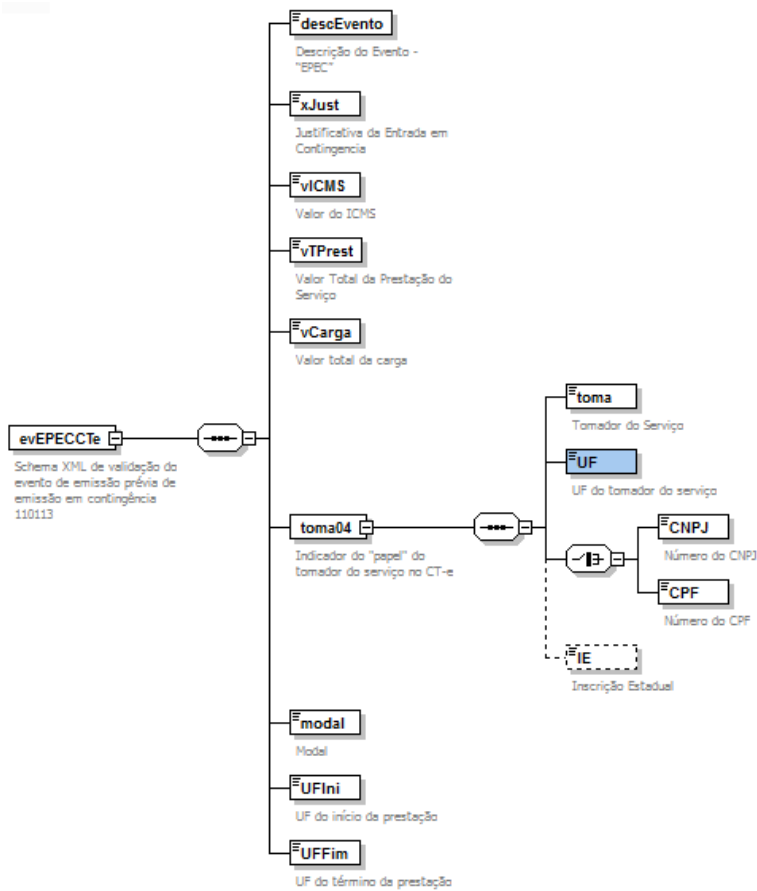 descEvento
Descrição do Evento -
"EPEC"
xJust
Justificativa da Entrada em
Contingencia
vICMS
Valor do ICMS
vTPrest
Valor Total da Prestação do
Serviço
vCarga
Valor total da carga
evEPECCTe
Schema XML de validação do
evento de emissão prévia de
emissão em contingência
110113
toma04
Indicador do "papel" do
tomador do serviço no CT-e
toma
Tomador do Serviço
UF
UF do tomador do serviço
CNPJ
Número do CNPJ
CPF
Número do CPF
IE
Inscrição Estadual
modal
Modal
UFIni
UF do início da prestação
UFFim
UF do término da prestação